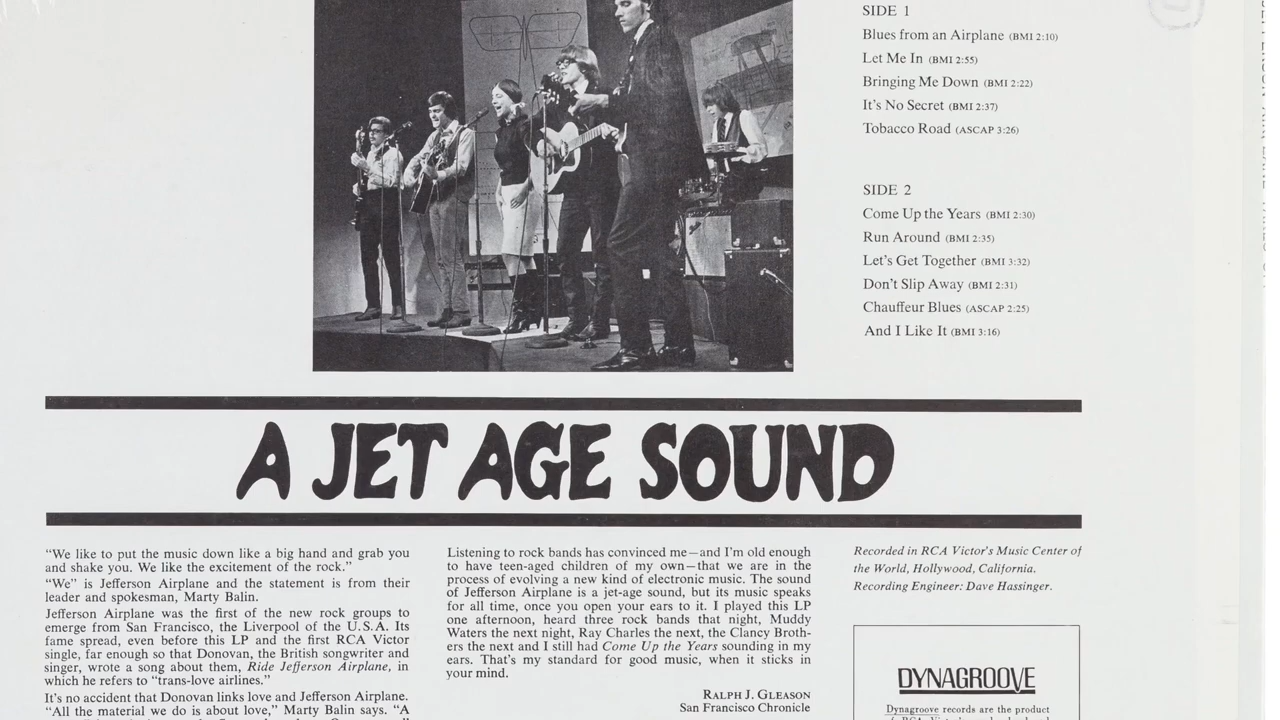 SIDE 1
Blues from an Airplane (BMI 2:10)
Let Me In (BMI 2:55)
Bringing Me Down (BMI 2:22)
It's No Secret (BMI 2:37)
Tobacco Road (ASCAP 3:26)
SIDE 2
Come Up the Years (BMI 2:30)
Run Around (BMI 2:35)
Let's Get Together (BMI 3:32)
Don't Slip Away (BMI 2:31)
Chauffeur Blues (ASCAP 2:25)
And I Like It (BMI 3:16)
A JET AGE SOUND
“We like to put the music down like a big hand and grab you
and shake you. We like the excitement of the rock.”
“We” is Jefferson Airplane and the statement is from their
leader and spokesman, Marty Balin.
Jefferson Airplane was the first of the new rock groups to
emerge from San Francisco, the Liverpool of the U.S.A. Its
fame spread, even before this LP and the first RCA Victor
single, far enough so that Donovan, the British songwriter and
singer, wrote a song about them, Ride Jefferson Airplane, in
which he refers to “trans-love airlines.”
It's no accident that Donovan links love and Jefferson Airplane.
“All the material we do is about love,” Marty Balin says. “A
Listening to rock bands has convinced me—and I'm old enough
to have teen-aged children of my own—that we are in the
process of evolving a new kind of electronic music. The sound
of Jefferson Airplane is a jet-age sound, but its music speaks
for all time, once you open your ears to it. I played this LP
one afternoon, heard three rock bands that night, Muddy
Waters the next night, Ray Charles the next, the Clancy Broth-
ers the next and I still had Come Up the Years sounding in my
ears. That's my standard for good music, when it sticks in
your mind.
RALPH J. GLEASON
San Francisco Chronicle
Recorded in RCA Victor's Music Center of
the World, Hollywood, California.
Recording Engineer: Dave Hassinger.
DYNAGROOVE
Dynagroove records are the product